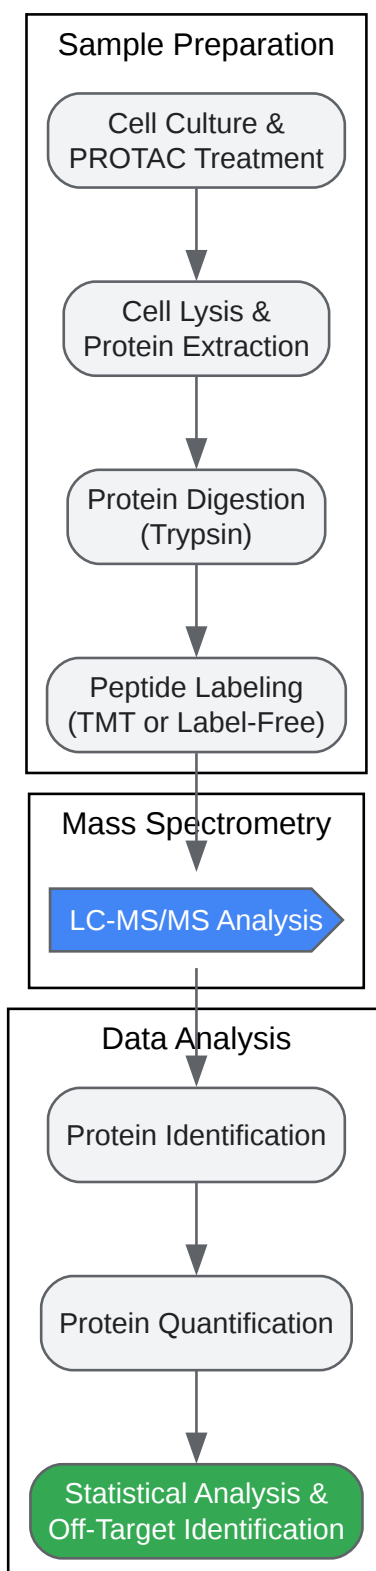 Sample Preparation
Cell Culture &
PROTAC Treatment
Cell Lysis &
Protein Extraction
Protein Digestion
(Trypsin)
Peptide Labeling
(TMT or Label-Free)
Mass Spectrometry
LC-MS/MS Analysis
Data Analysis
Protein Identification
Protein Quantification
Statistical Analysis &
Off-Target Identification